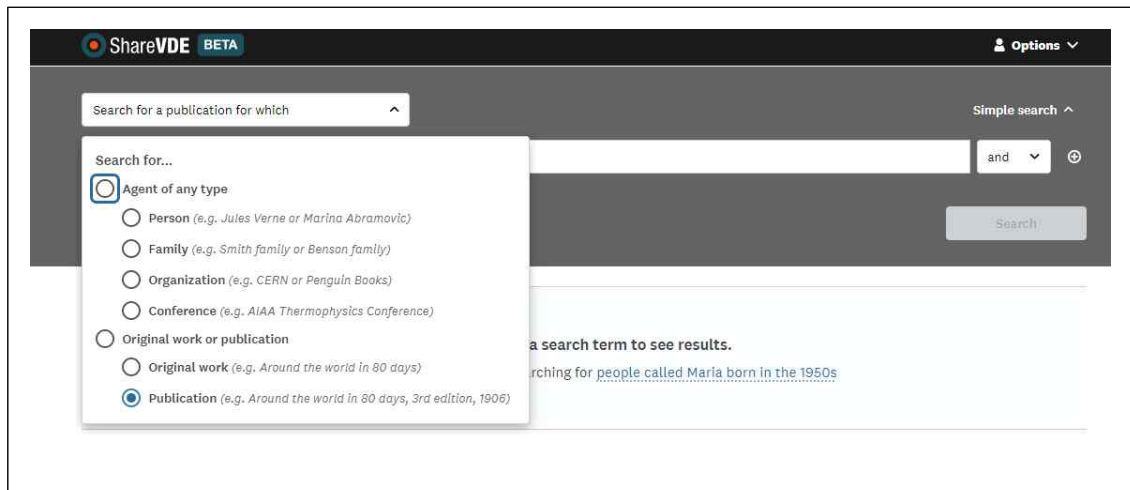 ShareVDE BETA
Options
Search for a publication for which
Simple search
and
Search for...
Agent of any type
Person (e.g. Jules Verne or Marina Abramovic)
Search
Family (e.g. Smith family or Benson family)
Organization (e.g. CERN or Penguin Books)
Conference (e.g. AIAA Thermophysics Conference)
Original work or publication
a search term to see results.
Original work (e.g. Around the world in 80 days)
rching for people called Maria born in the 1950s
Publication (e.g. Around the world in 80 days, 3rd edition, 1906)